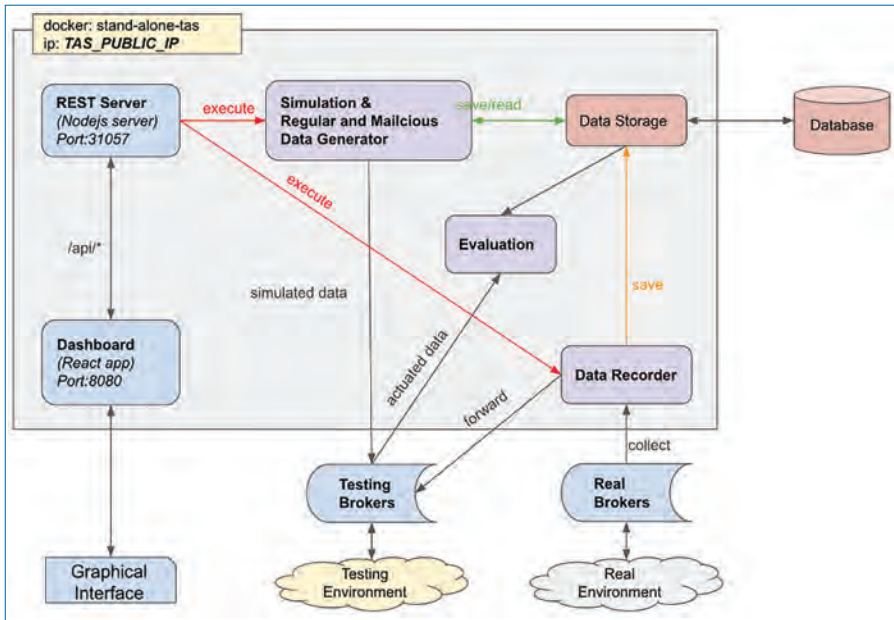 docker: stand-alone-tas
ip: TAS_PUBLIC_IP
REST Server
(Nodejs server)
Port:31057
execute
Simulation &
Regular and Mailcious
Data Generator
save/read
Data Storage
Database
execute
/api/*
Evaluation
simulated data
save
Dashboard
(React app)
Port:8080
actuated data
Data Recorder
forward
collect
Testing
Brokers
Real
Brokers
Graphical
Interface
Testing
Environment
Real
Environment